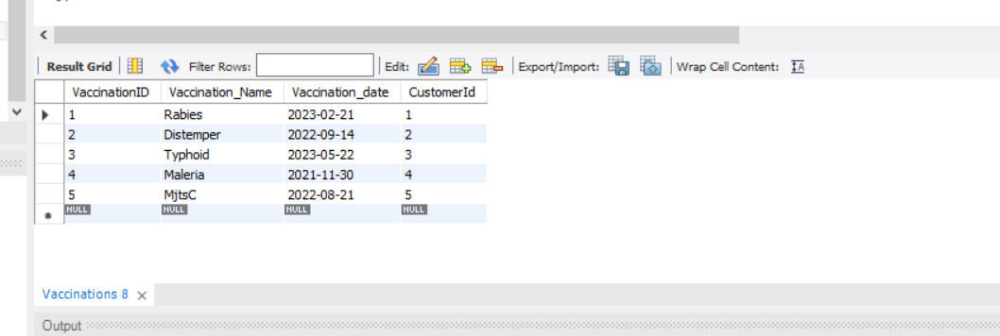 Result Grid Filter Rows: Edit: Export/Import: Wrap Cell Content: IA
VaccinationID Vaccination_Name Vaccination_date CustomerId
1 Rabies 2023-02-21 1
2 Distemper 2022-09-14 2
3 Typhoid 2023-05-22 3
4 Maleria 2021-11-30 4
5 MjtsC 2022-08-21 5
NULL NULL NULL NULL
Vaccinations 8
Output